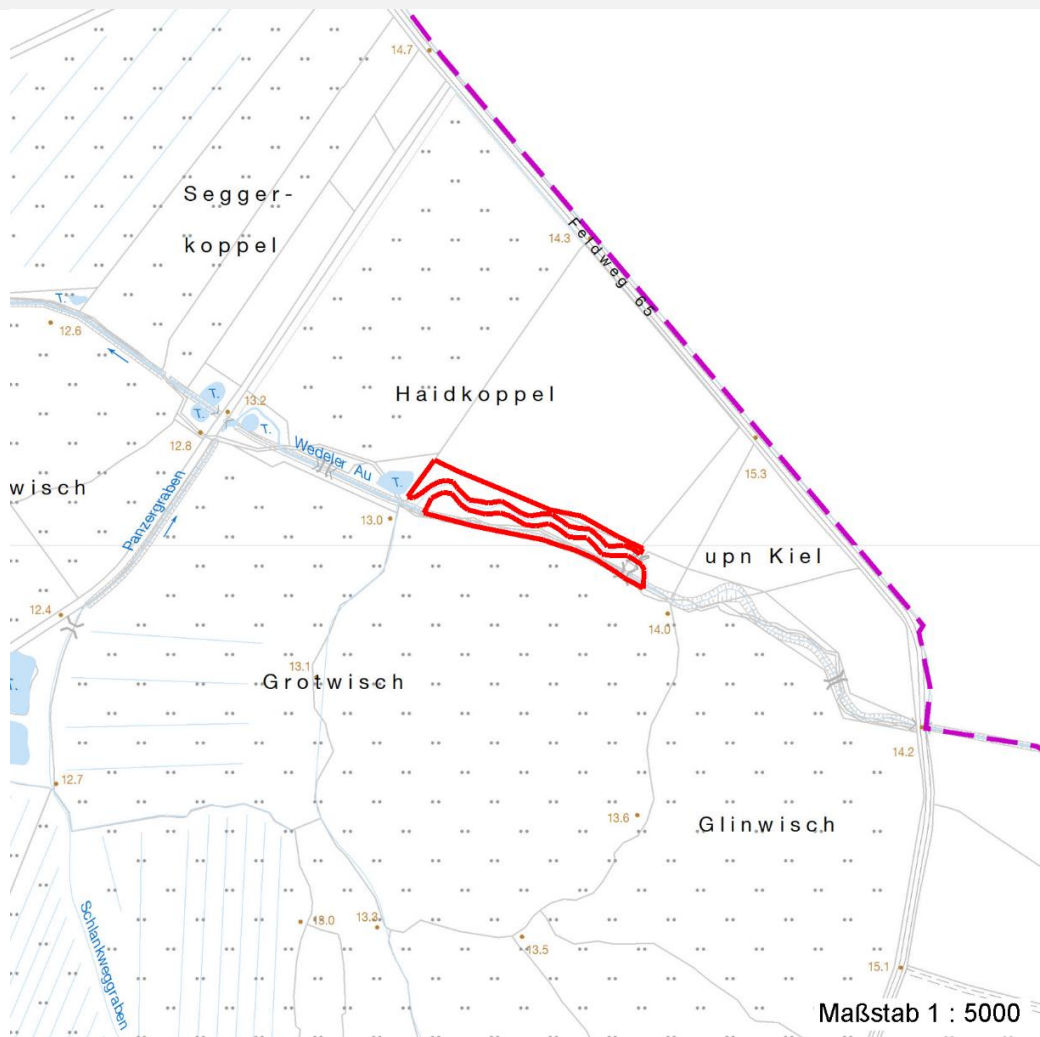 14.7
Segger-
koppel
14.3
Feldweg 65
T.
12.6
Haidkoppel
T.
13.2
T.
T.
12.8
Wedeler Au
15.3
T.
wisch
Panzergraben
13.0
upn Kiel
12.4
14.0
13.1
Grotwisch
T.
14.2
12.7
13.6
Glinwisch
Schlankweggraben
13.0
13.3
13.5
15.1
Maßstab 1 : 5000